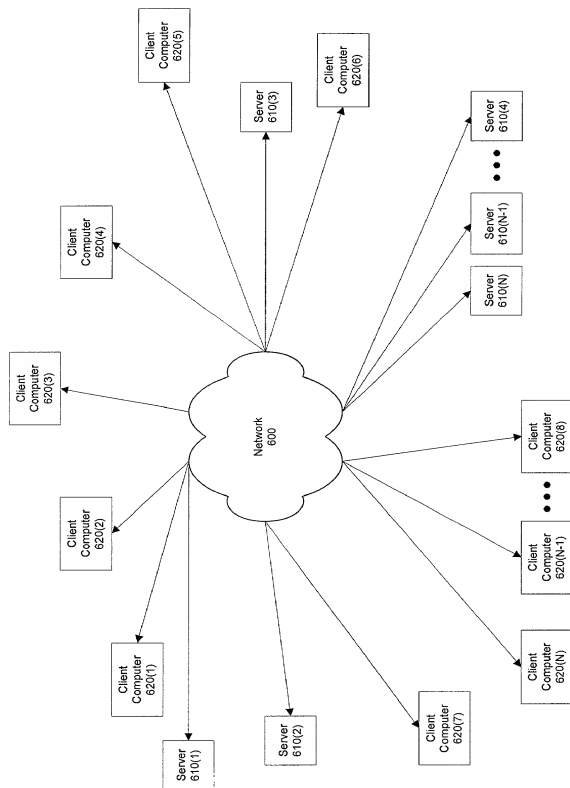 Client
Computer
620(5)
Server
610(3)
Client
Computer
620(6)
Server
610(4)
Client
Computer
620(4)
Server
610(N-1)
Server
610(N)
Client
Computer
620(3)
Network
600
Client
Computer
620(8)
Client
Computer
620(2)
Client
Computer
620(N-1)
Client
Computer
620(1)
Client
Computer
620(N)
Server
610(1)
Server
610(2)
Client
Computer
620(7)